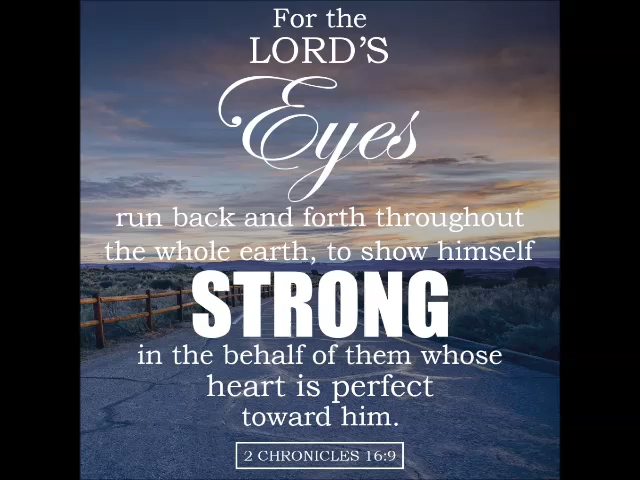 For the
LORD'S
Eyes
run back and forth throughout
the whole earth, to show himself
STRONG
in the behalf of them whose
heart is perfect
toward him.
2 CHRONICLES 16:9